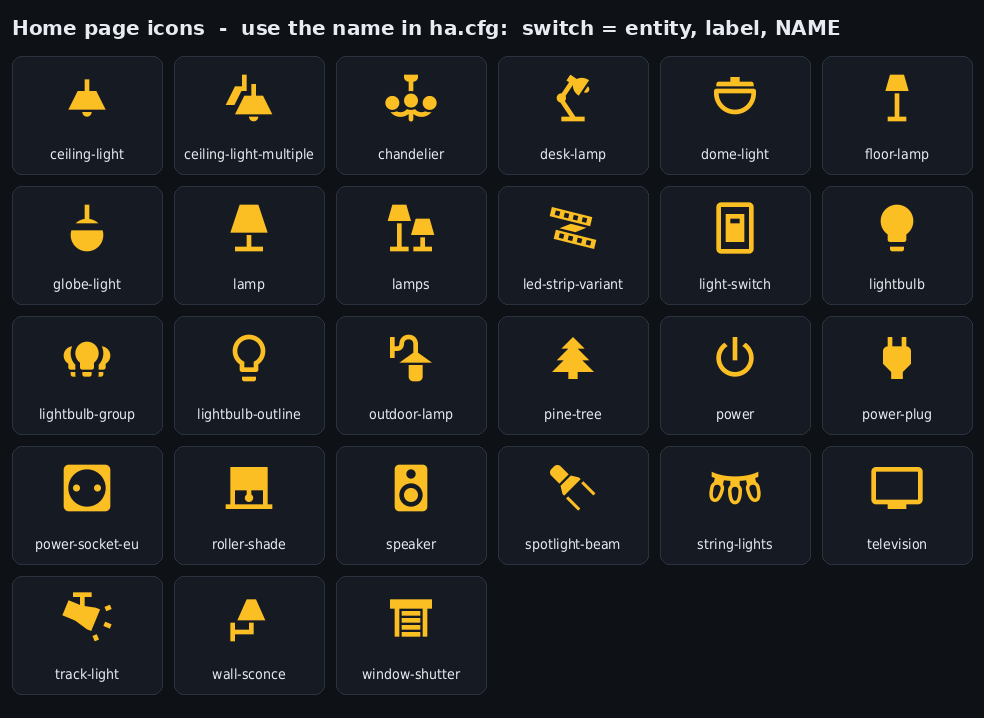 Home page icons - use the name in ha.cfg: switch = entity, label, NAME
ceiling-light
ceiling-light-multiple
chandelier
desk-lamp
dome-light
floor-lamp
globe-light
lamp
lamps
led-strip-variant
light-switch
lightbulb
lightbulb-group
lightbulb-outline
outdoor-lamp
pine-tree
power
power-plug
power-socket-eu
roller-shade
speaker
spotlight-beam
string-lights
television
track-light
wall-sconce
window-shutter